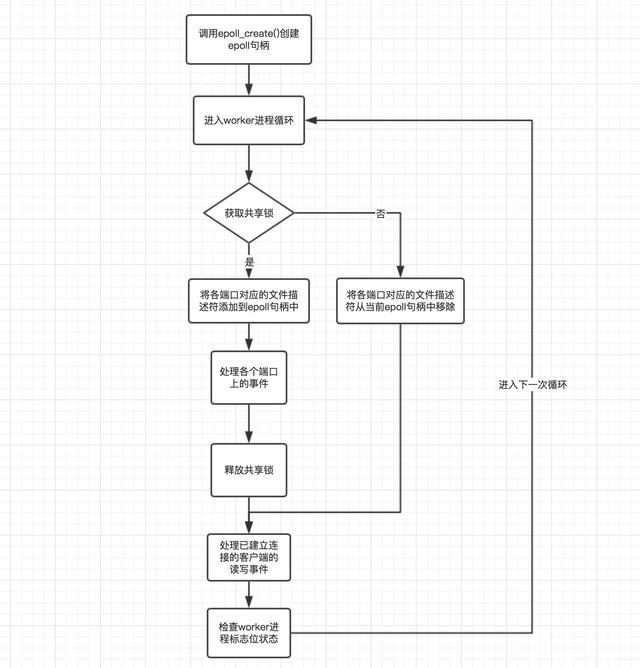 调用epoll_create()创建
epoll句柄
进入worker进程循环
获取共享锁
否
是
将各端口对应的文件描
述符添加到epoll句柄中
将各端口对应的文件描述
符从当前epoll句柄中移除
处理各个端口
上的事件
进入下一次循环
释放共享锁
处理已建立连
接的客户端的
读写事件
检查worker进
程标志位状态